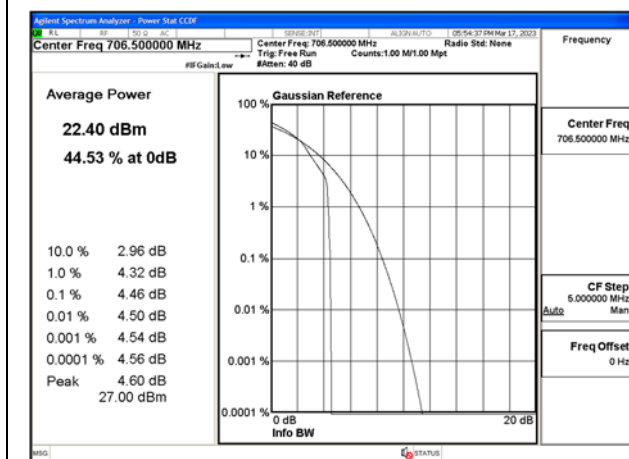 Agilent Spectrum Analyzer - Power Stat CCDF
RL RF 50 Ω AC SENSE:INT ALIGN AUTO 05:54:37 PM Mar 17, 2023
Center Freq 706.500000 MHz
Center Freq: 706.500000 MHz Radio Std: None
Trig: Free Run Counts:1.00 M/1.00 Mpt
#IFGain:Low #Atten: 40 dB
Frequency
Average Power
22.40 dBm
44.53 % at 0dB
10.0 % 2.96 dB
1.0 % 4.32 dB
0.1 % 4.46 dB
0.01 % 4.50 dB
0.001 % 4.54 dB
0.0001 % 4.56 dB
Peak 4.60 dB
27.00 dBm
Gaussian Reference
100 %
10 %
1 %
0.1 %
0.01 %
0.001 %
0.0001 %
0 dB 20 dB
Info BW
Center Freq
706.500000 MHz
CF Step
5.000000 MHz
Auto Man
Freq Offset
0 Hz
MSG STATUS